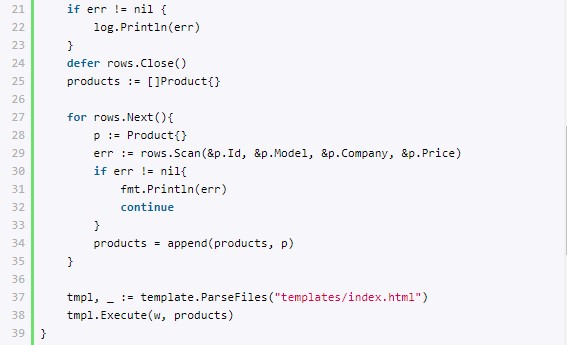 21 if err != nil {
22 log.Println(err)
23 }
24 defer rows.Close()
25 products := []Product{}
26
27 for rows.Next(){
28 p := Product{}
29 err := rows.Scan(&p.Id, &p.Model, &p.Company, &p.Price)
30 if err != nil{
31 fmt.Println(err)
32 continue
33 }
34 products = append(products, p)
35 }
36
37 tmpl, _ := template.ParseFiles("templates/index.html")
38 tmpl.Execute(w, products)
39 }